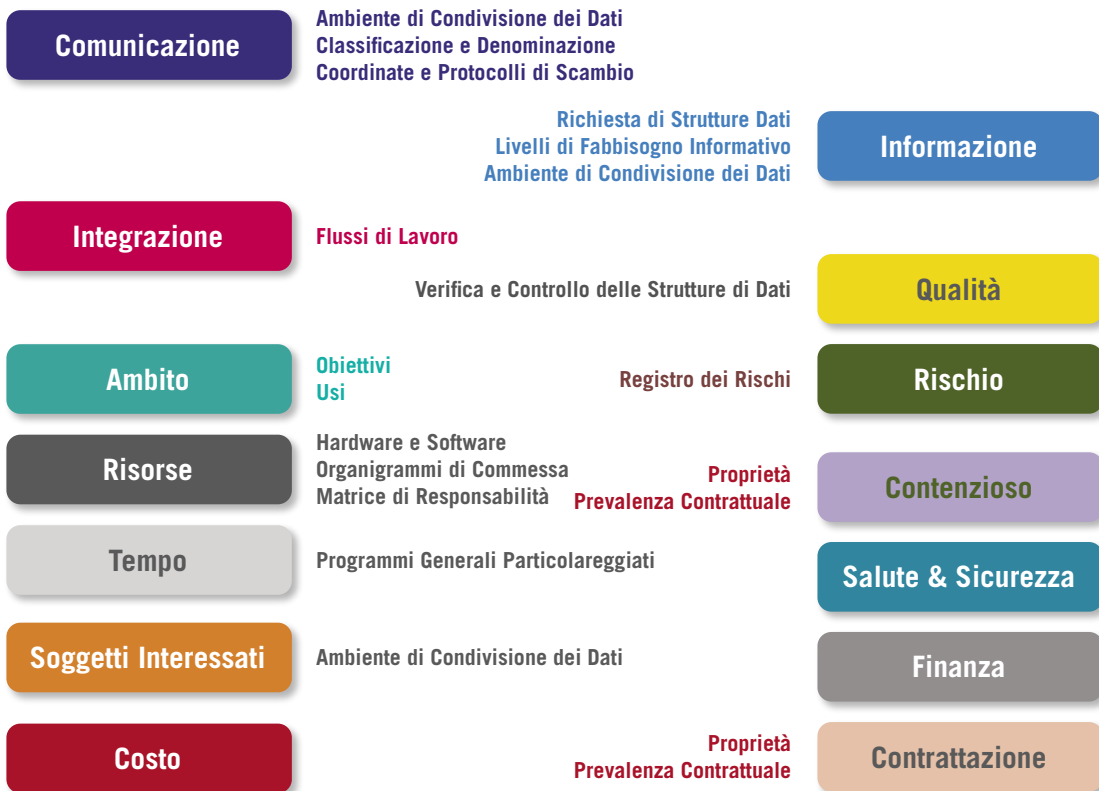 Comunicazione
Ambiente di Condivisione dei Dati
Classificazione e Denominazione
Coordinate e Protocolli di Scambio
Richiesta di Strutture Dati
Livelli di Fabbisogno Informativo
Ambiente di Condivisione dei Dati
Informazione
Integrazione
Flussi di Lavoro
Verifica e Controllo delle Strutture di Dati
Qualità
Ambito
Obiettivi
Usi
Registro dei Rischi
Rischio
Risorse
Hardware e Software
Organigrammi di Commessa
Matrice di Responsabilità
Proprietà
Prevalenza Contrattuale
Contenzioso
Tempo
Programmi Generali Particolareggiati
Salute & Sicurezza
Soggetti Interessati
Ambiente di Condivisione dei Dati
Finanza
Costo
Proprietà
Prevalenza Contrattuale
Contrattazione